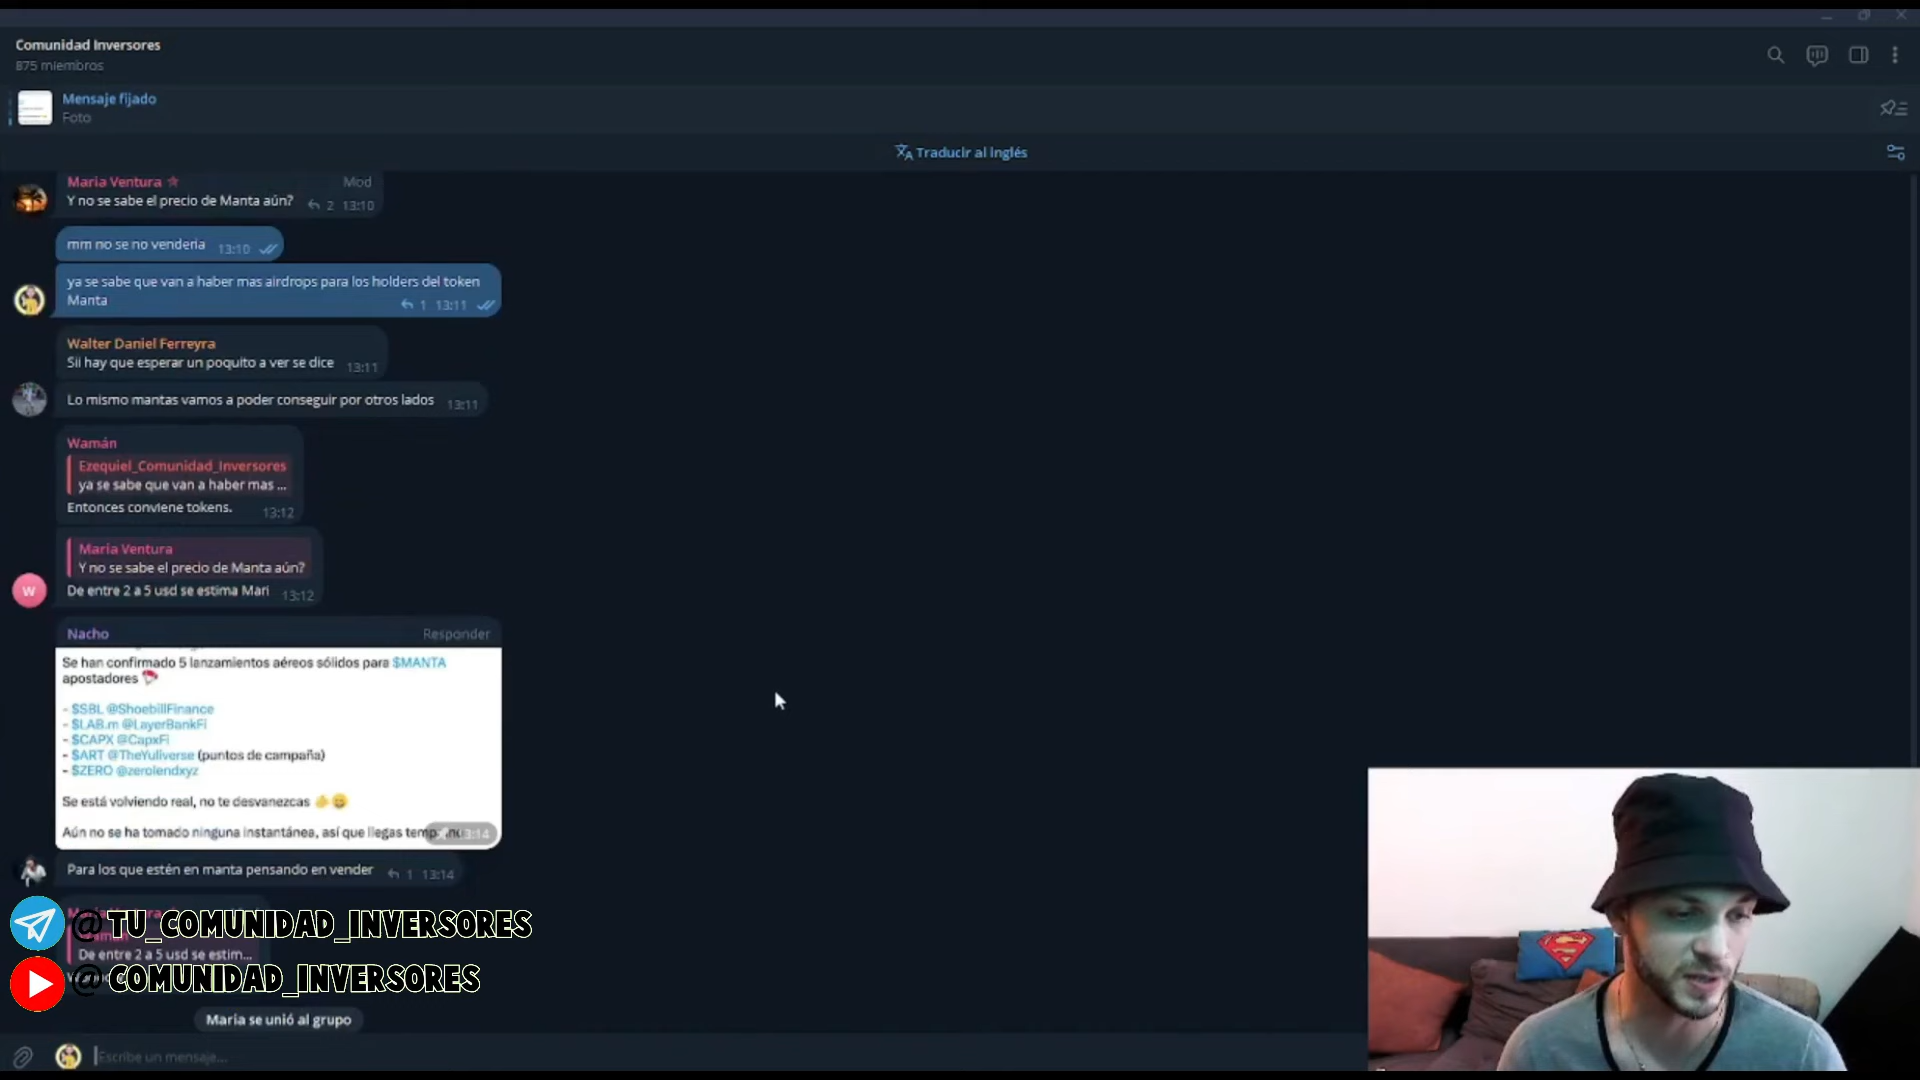 Comunidad Inversores
875 miembros
Mensaje fijado
Foto
Traducir al inglés
Maria Ventura Mod
Y no se sabe el precio de Manta aún? 2 13:10
mm no se no venderia 13:10
ya se sabe que van a haber mas airdrops para los holders del token
Manta 1 13:11
Walter Daniel Ferreyra
Sii hay que esperar un poquito a ver se dice 13:11
Lo mismo mantas vamos a poder conseguir por otros lados 13:11
Wamán
Ezequiel_Comunidad_Inversores
ya se sabe que van a haber mas ...
Entonces conviene tokens. 13:12
Maria Ventura
Y no se sabe el precio de Manta aún?
W
De entre 2 a 5 usd se estima Mari 13:12
Nacho Responder
Se han confirmado 5 lanzamientos aéreos sólidos para $MANTA
apostadores
- $SBL @ShoebillFinance
- $LAB.m @LayerBankFi
- $CAPX @CapxFi
- $ART @TheYuliverse (puntos de campaña)
- $ZERO @zerolendxyz
Se está volviendo real, no te desvanezcas
Aún no se ha tomado ninguna instantánea, así que llegas
Para los que estén en manta pensando en vender 1 13:14
@TU_COMUNIDAD_INVERSORES
De entre 2 a 5 usd se estim...
@COMUNIDAD_INVERSORES
Maria se unió al grupo
Escribe un mensaje...